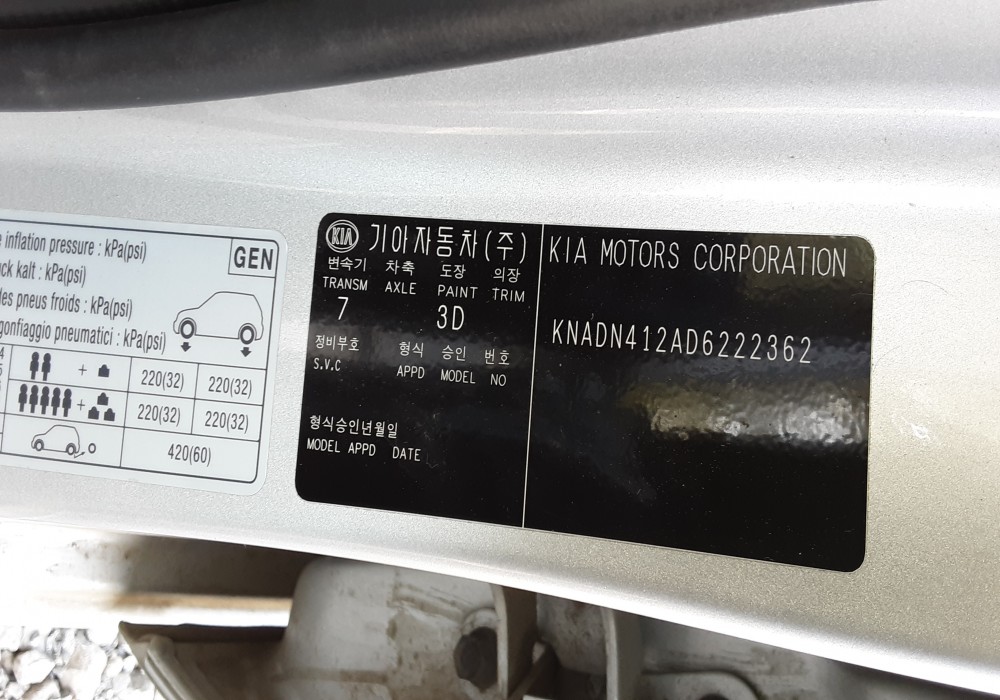 e inflation pressure : kPa(psi)
uck kalt : kPa(psi)
des pneus froids : kPa(psi)
gonfiaggio pneumatici : kPa(psi)
GEN
+
220(32)
220(32)
+
220(32)
220(32)
420(60)
KIA 기아자동차(주)
변속기 차축 도장 의장
TRANSM AXLE PAINT TRIM
7 3D
정비부호 형식 승인 번호
S.V.C APPD MODEL NO
형식승인년월일
MODEL APPD DATE
KIA MOTORS CORPORATION
KNADN412AD6222362